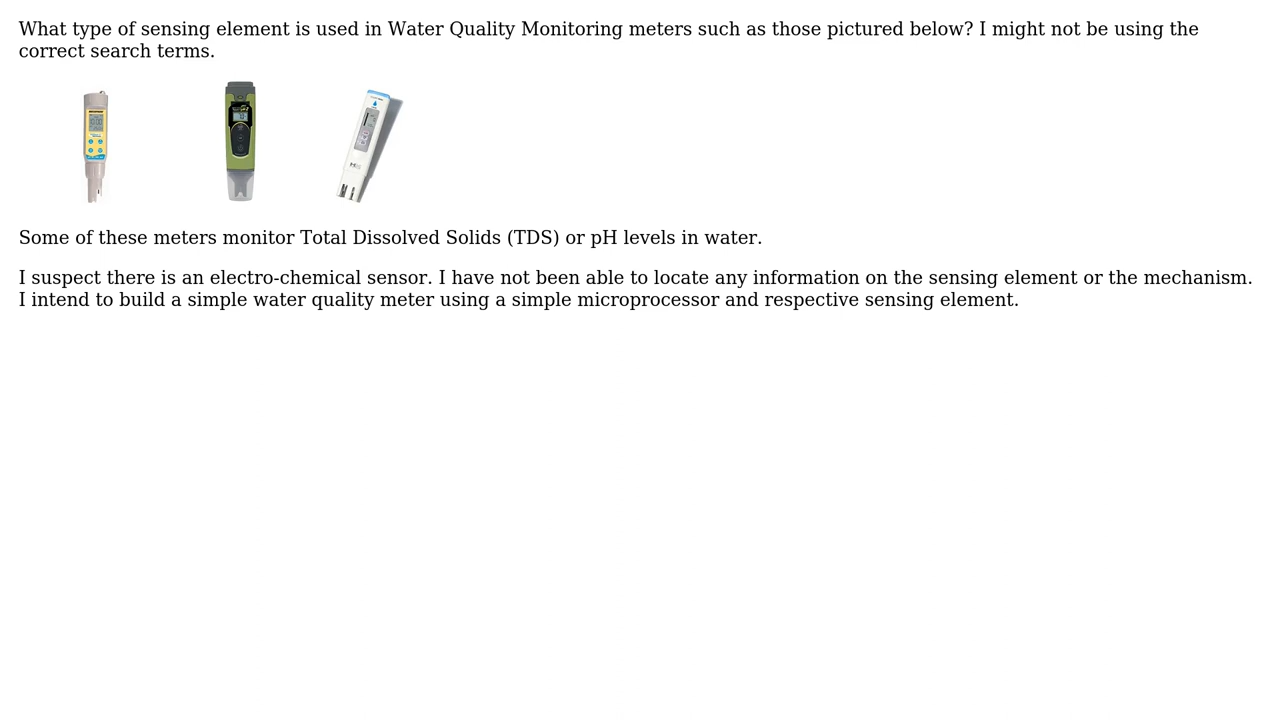 What type of sensing element is used in Water Quality Monitoring meters such as those pictured below? I might not be using the
correct search terms.
Some of these meters monitor Total Dissolved Solids (TDS) or pH levels in water.
I suspect there is an electro-chemical sensor. I have not been able to locate any information on the sensing element or the mechanism.
I intend to build a simple water quality meter using a simple microprocessor and respective sensing element.